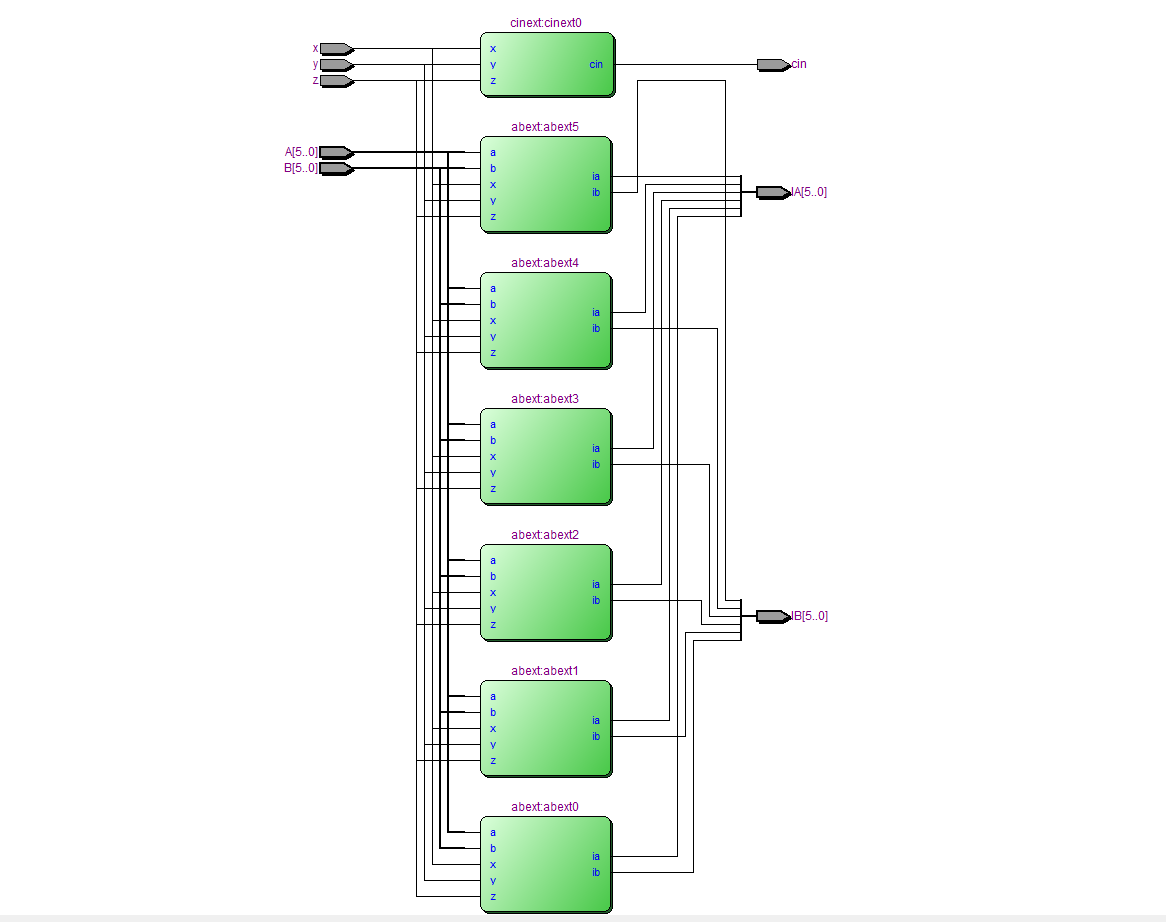 cinext:cinext0
x
y
z
x
y
z
cin
cin
abext:abext5
A[5..0]
B[5..0]
a
b
x
y
z
ia
ib
IA[5..0]
abext:abext4
a
b
x
y
z
ia
ib
abext:abext3
a
b
x
y
z
ia
ib
abext:abext2
a
b
x
y
z
ia
ib
IB[5..0]
abext:abext1
a
b
x
y
z
ia
ib
abext:abext0
a
b
x
y
z
ia
ib